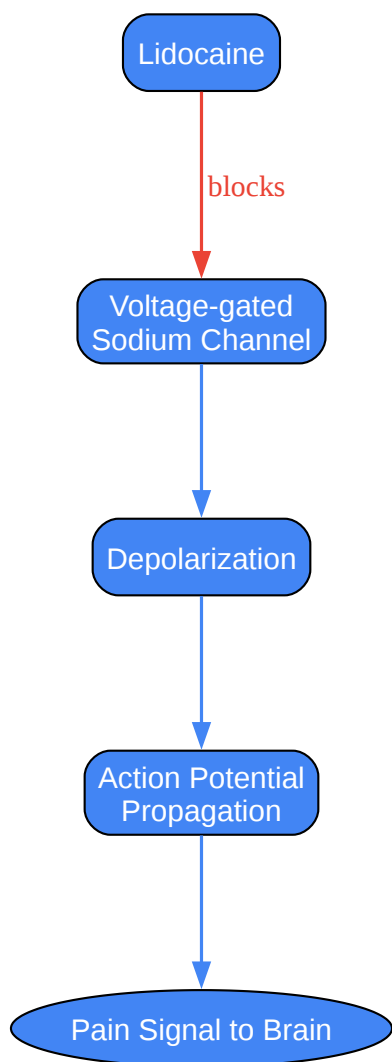 Lidocaine
blocks
Voltage-gated
Sodium Channel
Depolarization
Action Potential
Propagation
Pain Signal to Brain